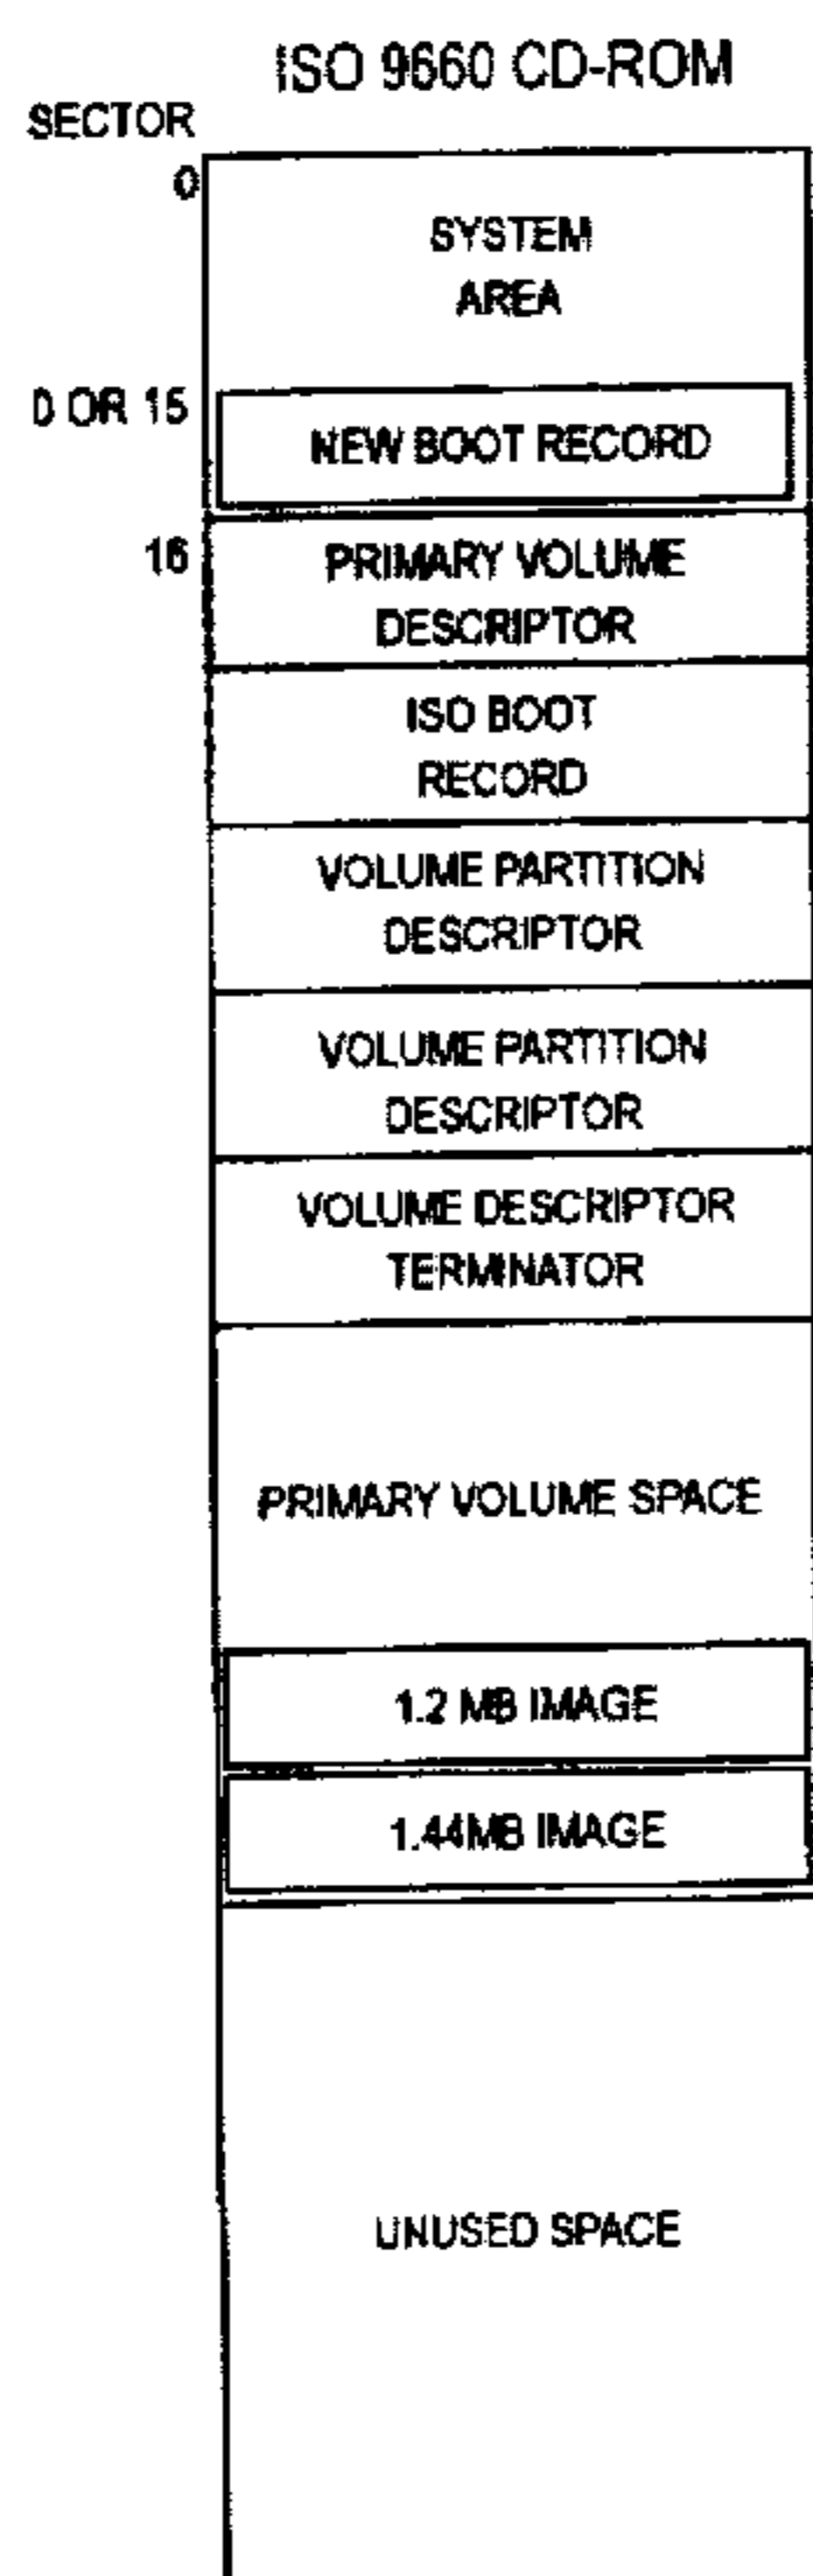 ISO 9660 CD-ROM
SECTOR
0
SYSTEM
AREA
0 OR 15
NEW BOOT RECORD
16
PRIMARY VOLUME
DESCRIPTOR
ISO BOOT
RECORD
VOLUME PARTITION
DESCRIPTOR
VOLUME PARTITION
DESCRIPTOR
VOLUME DESCRIPTOR
TERMINATOR
PRIMARY VOLUME SPACE
1.2 MB IMAGE
1.44MB IMAGE
UNUSED SPACE